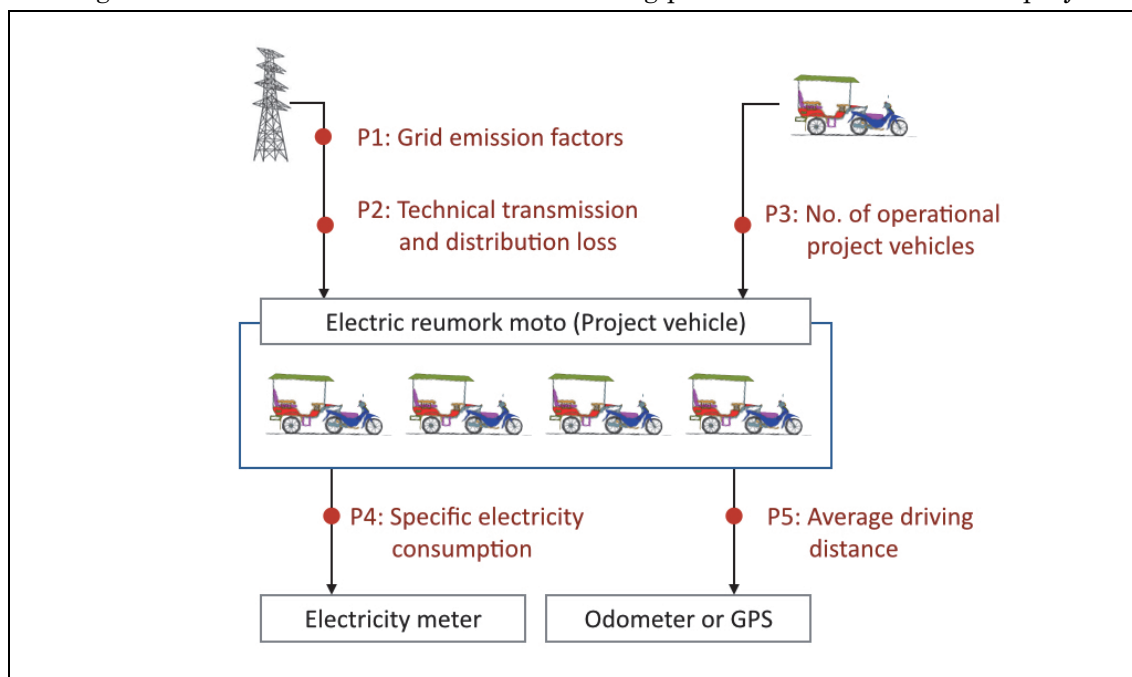 P1: Grid emission factors
P2: Technical transmission
and distribution loss
P3: No. of operational
project vehicles
Electric reumork moto (Project vehicle)
P4: Specific electricity
consumption
P5: Average driving
distance
Electricity meter
Odometer or GPS